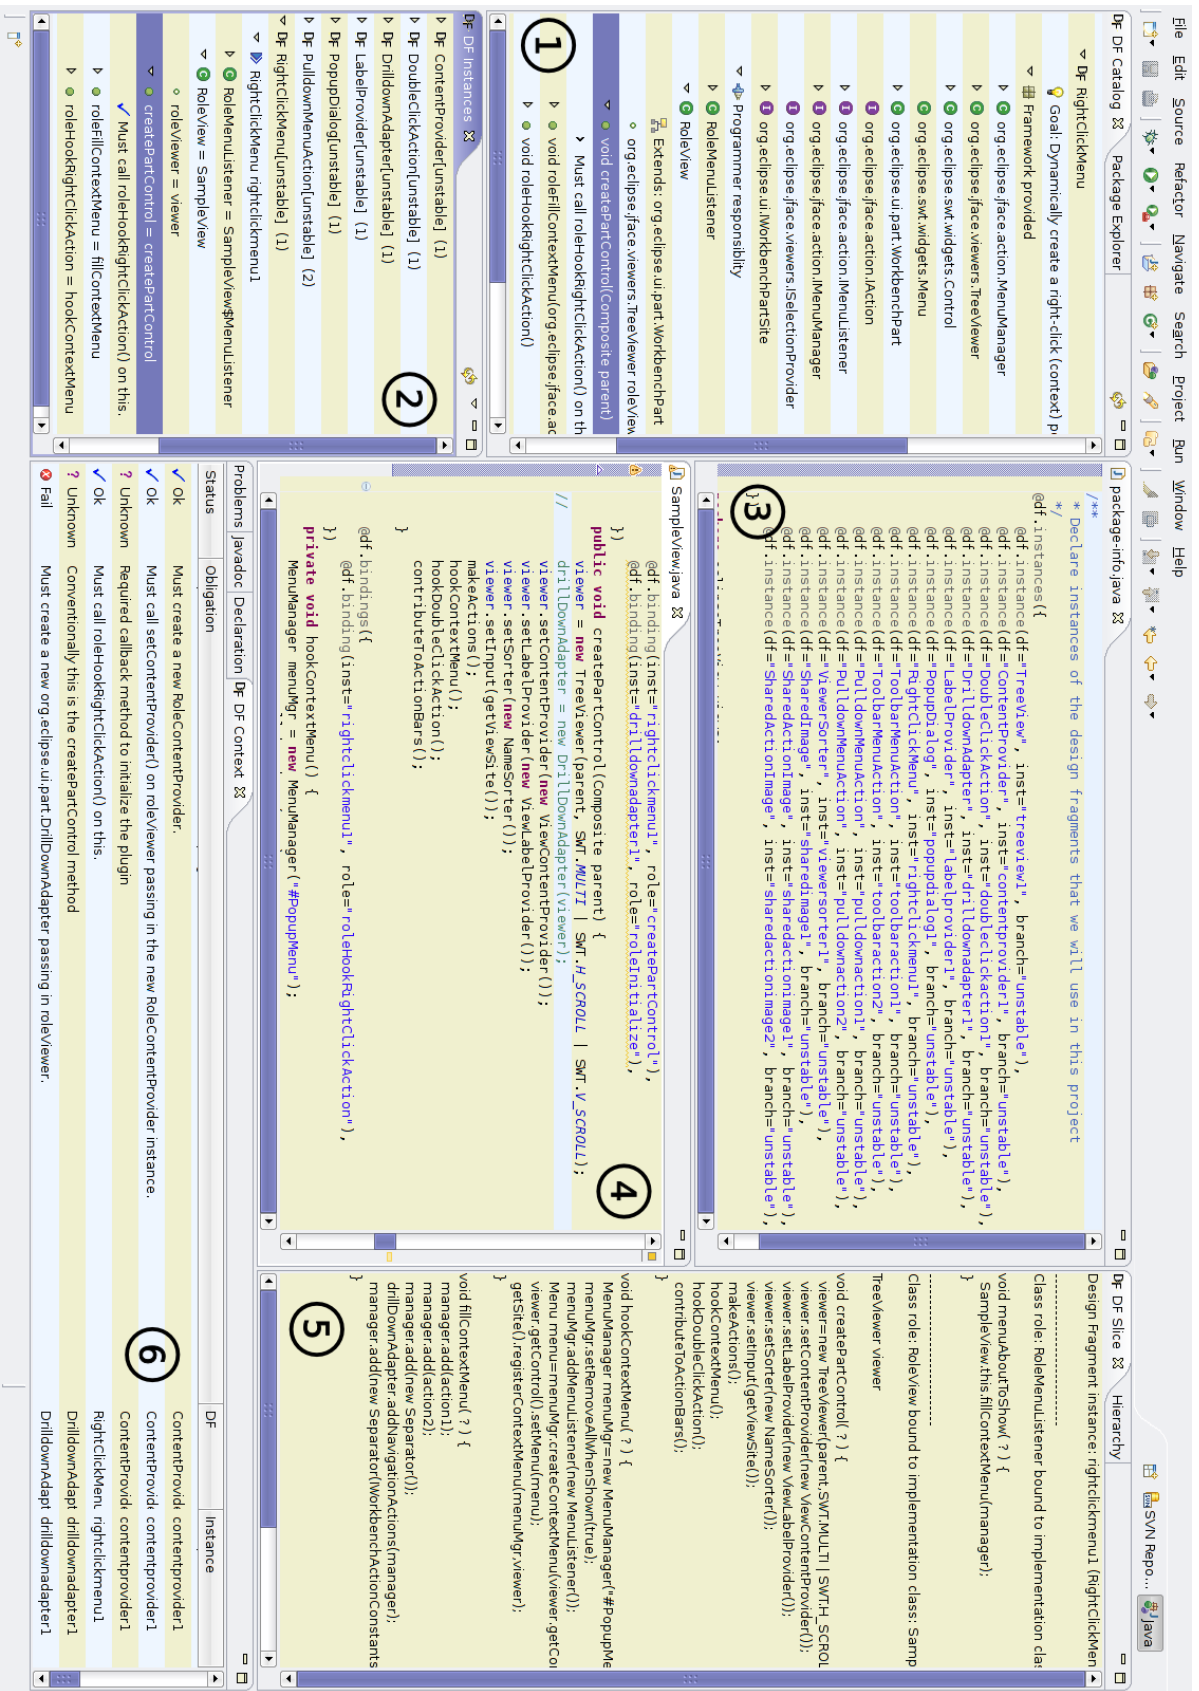 File Edit Source Refactor Navigate Search Project Run Window Help
SVN Repo... Java
DF DF Catalog Package Explorer
DF RightClickMenu
Goal: Dynamically create a right-click (context) p
Framework provided
org.eclipse.jface.action.MenuManager
org.eclipse.jface.viewers.TreeViewer
org.eclipse.swt.widgets.Control
org.eclipse.swt.widgets.Menu
org.eclipse.ui.part.WorkbenchPart
org.eclipse.jface.action.IAction
org.eclipse.jface.action.IMenuListener
org.eclipse.jface.action.IMenuManager
org.eclipse.jface.viewers.ISelectionProvider
org.eclipse.ui.IWorkbenchPartSite
Programmer responsiblity
RoleMenuListener
RoleView
Extends: org.eclipse.ui.part.WorkbenchPart
org.eclipse.jface.viewers.TreeViewer roleView
void createPartControl(Composite parent)
Must call roleHookRightClickAction() on th
void roleFillContextMenu(org.eclipse.jface.ac
void roleHookRightClickAction()
1
DF DF Instances
DF ContentProvider[unstable] (1)
DF DoubleClickAction[unstable] (1)
DF DrilldownAdapter[unstable] (1)
DF LabelProvider[unstable] (1)
DF PopupDialog[unstable] (1)
DF PulldownMenuAction[unstable] (2)
DF RightClickMenu[unstable] (1)
RightClickMenu rightclickmenu1
RoleMenuListener = SampleView$MenuListener
RoleView = SampleView
roleViewer = viewer
createPartControl = createPartControl
Must call roleHookRightClickAction() on this.
roleFillContextMenu = fillContextMenu
roleHookRightClickAction = hookContextMenu
2
package-info.java
/**
* Declare instances of the design fragments that we will use in this project
*/
@df.instances({
@df.instance(df="TreeView", inst="treeview1", branch="unstable"),
@df.instance(df="ContentProvider", inst="contentprovider1", branch="unstable"),
@df.instance(df="DoubleClickAction", inst="doubleclickaction1", branch="unstable"),
@df.instance(df="DrilldownAdapter", inst="drilldownadapter1", branch="unstable"),
@df.instance(df="LabelProvider", inst="labelprovider1", branch="unstable"),
@df.instance(df="PopupDialog", inst="popupdialog1", branch="unstable"),
@df.instance(df="RightClickMenu", inst="rightclickmenu1", branch="unstable"),
@df.instance(df="ToolbarMenuAction", inst="toolbaraction1", branch="unstable"),
@df.instance(df="ToolbarMenuAction", inst="toolbaraction2", branch="unstable"),
@df.instance(df="PulldownMenuAction", inst="pulldownaction1", branch="unstable"),
@df.instance(df="PulldownMenuAction", inst="pulldownaction2", branch="unstable"),
@df.instance(df="ViewerSorter", inst="viewersorter1", branch="unstable"),
@df.instance(df="SharedImage", inst="sharedimage1", branch="unstable"),
@df.instance(df="SharedActionImage", inst="sharedactionimage1", branch="unstable"),
@df.instance(df="SharedActionImage", inst="sharedactionimage2", branch="unstable"),
})
3
SampleView.java
@df.binding(inst="rightclickmenu1", role="createPartControl"),
@df.binding(inst="drilldownadapter1", role="roleInitialize"),
})
public void createPartControl(Composite parent) {
viewer = new TreeViewer(parent, SWT.MULTI | SWT.H_SCROLL | SWT.V_SCROLL);
// drillDownAdapter = new DrillDownAdapter(viewer);
viewer.setContentProvider(new ViewContentProvider());
viewer.setLabelProvider(new ViewLabelProvider());
viewer.setSorter(new NameSorter());
viewer.setInput(getViewSite());
makeActions();
hookContextMenu();
hookDoubleClickAction();
contributeToActionBars();
}
@df.bindings({
@df.binding(inst="rightclickmenu1", role="roleHookRightClickAction"),
})
private void hookContextMenu() {
MenuManager menuMgr = new MenuManager("#PopupMenu");
4
DF DF Slice Hierarchy
Design Fragment instance: rightclickmenu1 (RightClickMen
----------------------------
Class role: RoleMenuListener bound to implementation clas
void menuAboutToShow( ? ) {
SampleView.this.fillContextMenu(manager);
}
----------------------------
Class role: RoleView bound to implementation class: Samp
TreeViewer viewer
void createPartControl( ? ) {
viewer=new TreeViewer(parent,SWT.MULTI | SWT.H_SCROL
viewer.setContentProvider(new ViewContentProvider());
viewer.setLabelProvider(new ViewLabelProvider());
viewer.setSorter(new NameSorter());
viewer.setInput(getViewSite());
makeActions();
hookContextMenu();
hookDoubleClickAction();
contributeToActionBars();
}
void hookContextMenu( ? ) {
MenuManager menuMgr=new MenuManager("#PopupMe
menuMgr.setRemoveAllWhenShown(true);
menuMgr.addMenuListener(new MenuListener());
Menu menu=menuMgr.createContextMenu(viewer.getCo
viewer.getControl().setMenu(menu);
getSite().registerContextMenu(menuMgr,viewer);
}
void fillContextMenu( ? ) {
manager.add(action1);
manager.add(action2);
manager.add(new Separator());
drillDownAdapter.addNavigationActions(manager);
manager.add(new Separator(IWorkbenchActionConstants
}
5
Problems Javadoc Declaration DF DF Context
Status Obligation DF Instance
Ok Must create a new RoleContentProvider. ContentProvid contentprovider1
Ok Must call setContentProvider() on roleViewer passing in the new RoleContentProvider instance. ContentProvid contentprovider1
? Unknown Required callback method to initialize the plugin ContentProvid contentprovider1
Ok Must call roleHookRightClickAction() on this. RightClickMenu rightclickmenu1
? Unknown Conventionally this is the createPartControl method DrilldownAdapt drilldownadapter1
Fail Must create a new org.eclipse.ui.part.DrillDownAdapter passing in roleViewer. DrilldownAdapt drilldownadapter1
6